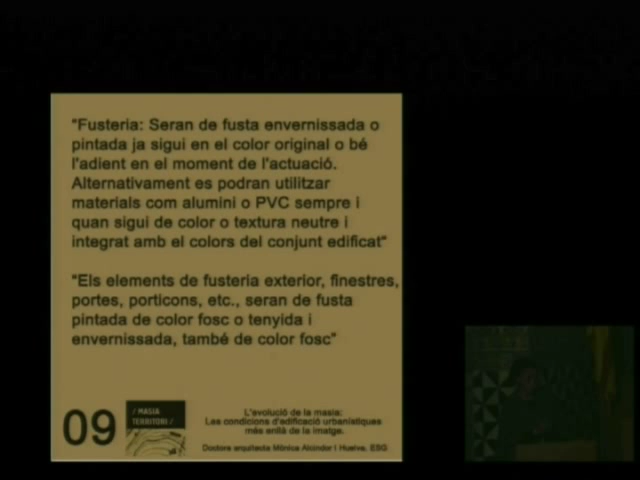 “Fusteria: Seran de fusta envernissada o
pintada ja sigui en el color original o bé
l'adient en el moment de l'actuació.
Alternativament es podran utilitzar
materials com alumini o PVC sempre i
quan sigui de color o textura neutre i
integrat amb el colors del conjunt edificat”
“Els elements de fusteria exterior, finestres,
portes, porticons, etc., seran de fusta
pintada de color fosc o tenyida i
envernissada, també de color fosc”
09
/ MASIA
TERRITORI /
L'evolució de la masia:
Les condicions d'edificació urbanístiques
més enllà de la imatge.
Doctora arquitecta Mònica Alcindor i Huelva, ESG